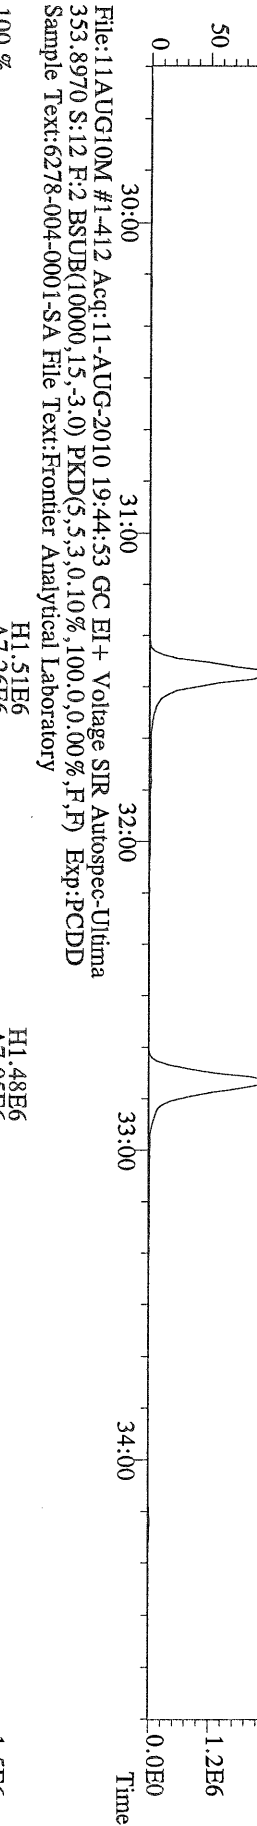 50
1.2E6
0
0.0E0
30:00
31:00
32:00
33:00
34:00
Time
File:11AUG10M #1-412 Acq:11-AUG-2010 19:44:53 GC EI+ Voltage SIR Autospec-Ultima
353.8970 S:12 F:2 BSUB(10000,15,-3.0) PKD(5,5,3,0.10%,100.0,0.00%,F,F) Exp:PCDD
Sample Text:6278-004-0001-SA File Text:Frontier Analytical Laboratory
H1.51E6
H1.48E6
100 %